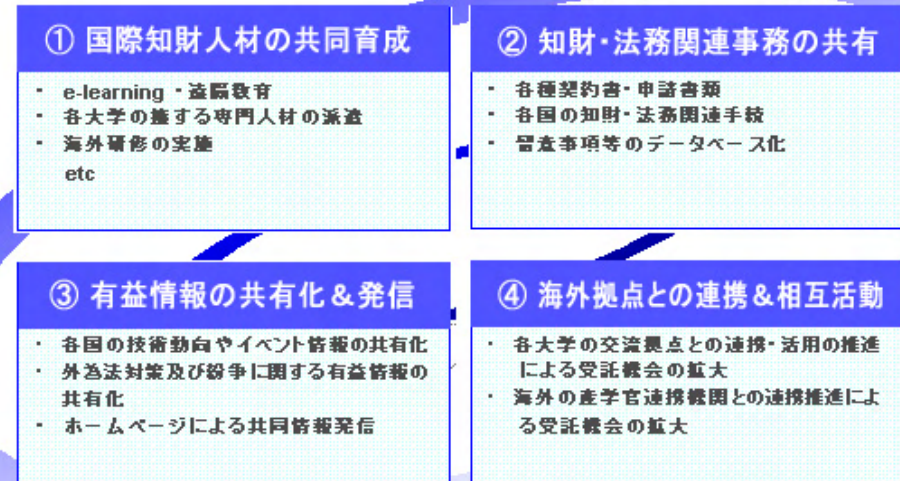 ① 国際知財人材の共同育成
・ e-learning ・遠隔教育
・ 各大学の擁する専門人材の派遣
・ 海外研修の実施
etc
② 知財・法務関連事務の共有
・ 各種契約書・申請書類
・ 各国の知財・法務関連手続
・ 留意事項等のデータベース化
③ 有益情報の共有化＆発信
・ 各国の技術動向やイベント情報の共有化
・ 外為法対策及び紛争に関する有益情報の
共有化
・ ホームページによる共同情報発信
④ 海外拠点との連携＆相互活動
・ 各大学の交流拠点との連携・活用の推進
による受託機会の拡大
・ 海外の産学官連携機関との連携推進によ
る受託機会の拡大